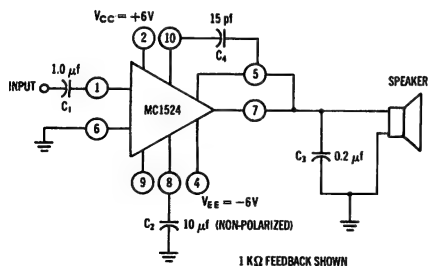 VCC = +6V
15 pf
2
10
C4
1.0 μf
5
INPUT
1
C1
MC1524
7
SPEAKER
6
C3
0.2 μf
9
8
4
VEE = −6V
C2
10 μf (NON-POLARIZED)
1 KΩ FEEDBACK SHOWN